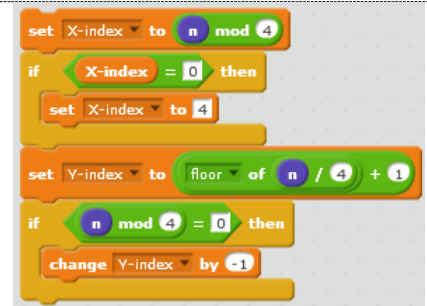 set X-index to n mod 4
if X-index = 0 then
set X-index to 4
set Y-index to floor of n / 4 + 1
if n mod 4 = 0 then
change Y-index by -1